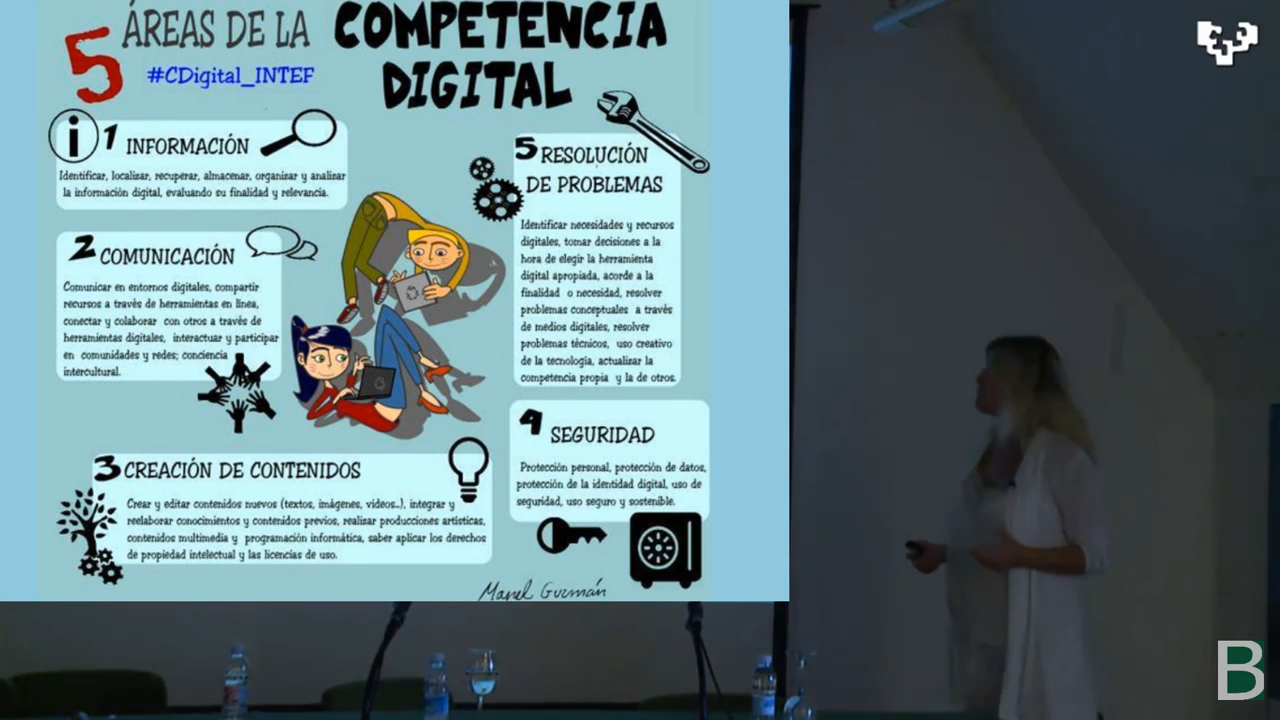 5 ÁREAS DE LA COMPETENCIA
#CDigital_INTEF DIGITAL
i 1 INFORMACIÓN
Identificar, localizar, recuperar, almacenar, organizar y analizar
la información digital, evaluando su finalidad y relevancia.
2 COMUNICACIÓN
Comunicar en entornos digitales, compartir
recursos a través de herramientas en línea,
conectar y colaborar con otros a través de
herramientas digitales, interactuar y participar
en comunidades y redes; conciencia
intercultural.
3 CREACIÓN DE CONTENIDOS
Crear y editar contenidos nuevos (textos, imágenes, videos..), integrar y
reelaborar conocimientos y contenidos previos, realizar producciones artísticas,
contenidos multimedia y programación informática, saber aplicar los derechos
de propiedad intelectual y las licencias de uso.
5 RESOLUCIÓN
DE PROBLEMAS
Identificar necesidades y recursos
digitales, tomar decisiones a la
hora de elegir la herramienta
digital apropiada, acorde a la
finalidad o necesidad, resolver
problemas conceptuales a través
de medios digitales, resolver
problemas técnicos, uso creativo
de la tecnología, actualizar la
competencia propia y la de otros.
4 SEGURIDAD
Protección personal, protección de datos,
protección de la identidad digital, uso de
seguridad, uso seguro y sostenible.
Manel Guzmán
B